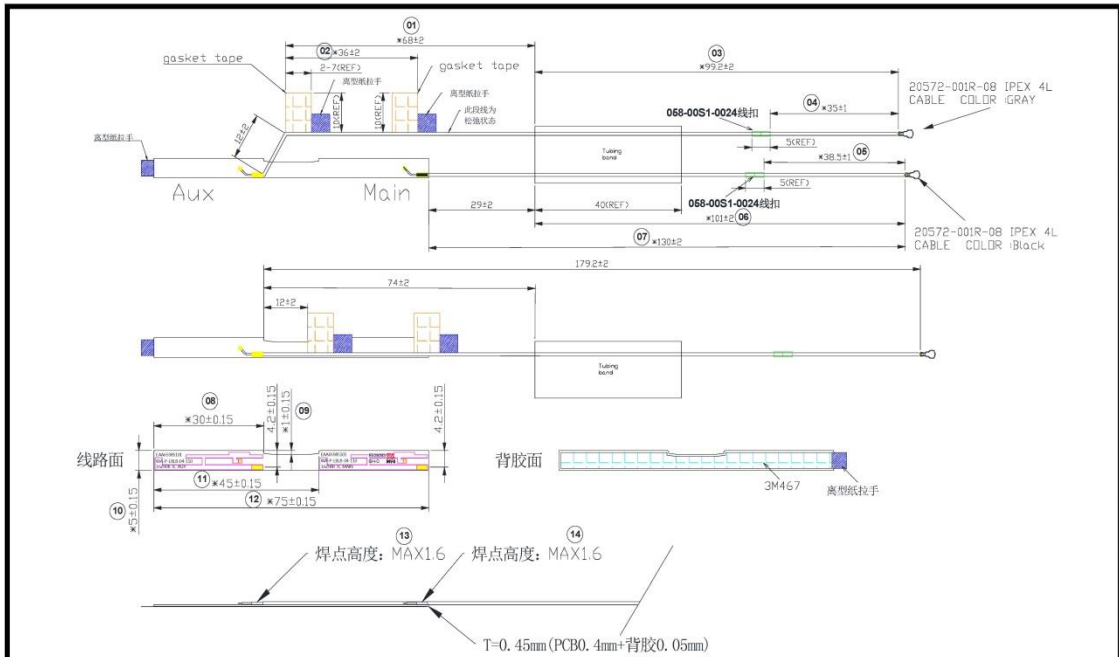 01
*68±2
02
*36±2
gasket tape
2-7(REF)
离型纸拉手
10(REF)
10(REF)
gasket tape
离型纸拉手
此段线为
松弛状态
03
*99.2±2
20572-001R-08 IPEX 4L
CABLE COLOR :GRAY
04
*35±1
058-00S1-0024线扣
5(REF)
12±2
离型纸拉手
Tubing
band
*38.5±1
05
Aux
Main
5(REF)
058-00S1-0024线扣
29±2
40(REF)
*101±2
06
07
*130±2
20572-001R-08 IPEX 4L
CABLE COLOR :Black
179.2±2
74±2
12±2
Tubing
band
08
*30±0.15
4.2±0.15
*1±0.15
09
4.2±0.15
线路面
背胶面
3M467
离型纸拉手
10
*5±0.15
11
*45±0.15
12
*75±0.15
13
焊点高度: MAX1.6
14
焊点高度: MAX1.6
T=0.45mm(PCB0.4mm+背胶0.05mm)